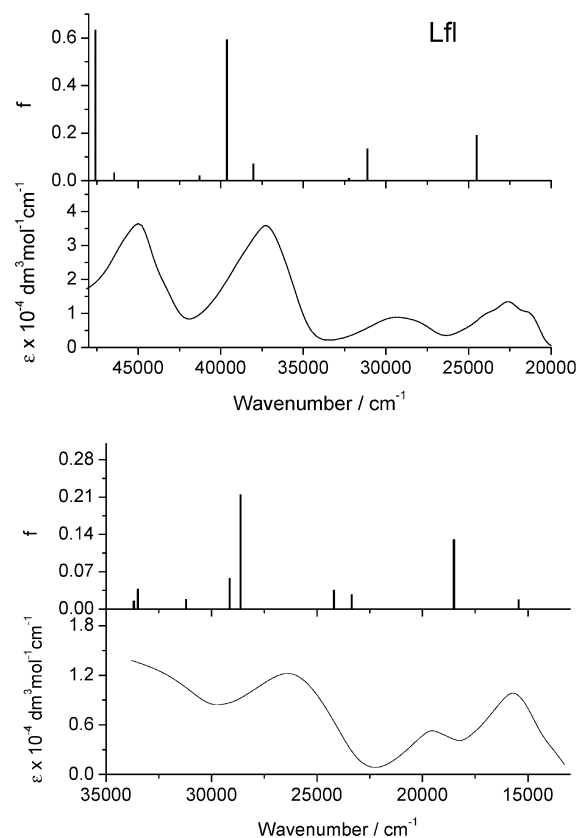 Lfl
0.6
0.4
0.2
0.0
f
4
3
2
1
0
ε x 10⁻⁴ dm³mol⁻¹cm⁻¹
45000 40000 35000 30000 25000 20000
Wavenumber / cm⁻¹
0.28
0.21
0.14
0.07
0.00
f
1.8
1.2
0.6
0.0
ε x 10⁻⁴ dm³mol⁻¹cm⁻¹
35000 30000 25000 20000 15000
Wavenumber / cm⁻¹